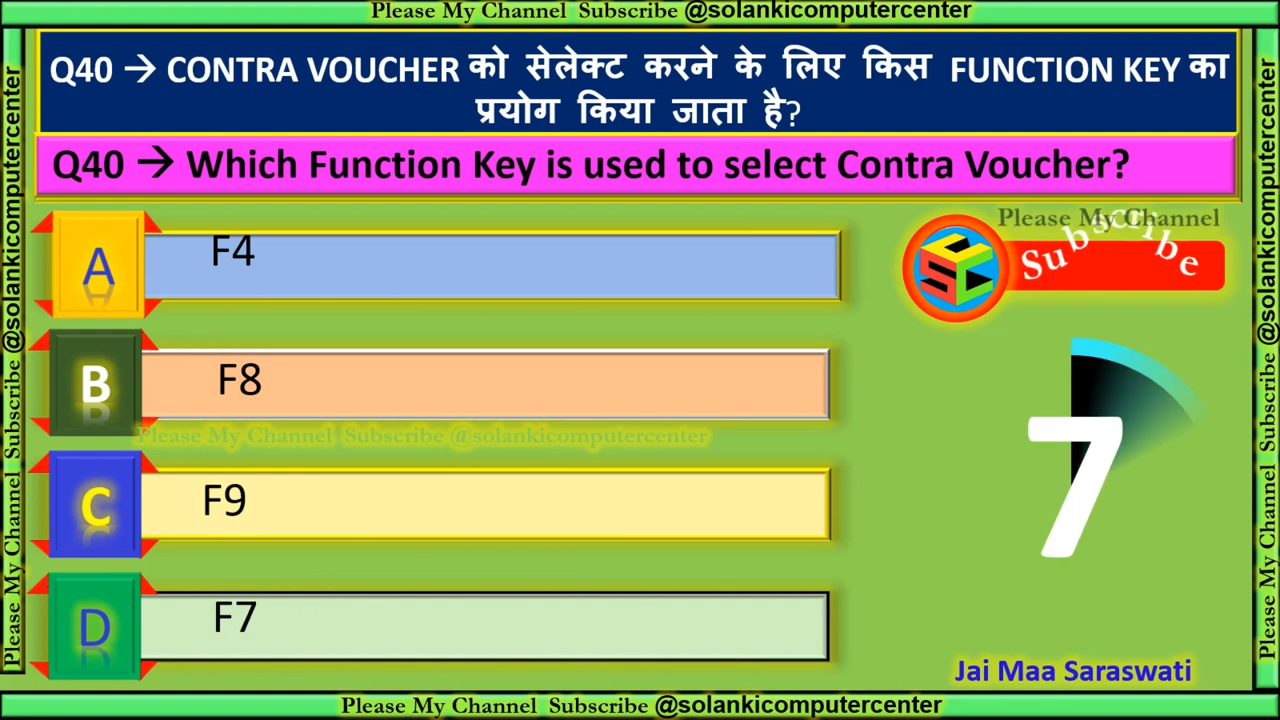 Please My Channel Subscribe @solankicomputercenter
Q40 → CONTRA VOUCHER को सेलेक्ट करने के लिए किस FUNCTION KEY का
प्रयोग किया जाता है?
Q40 → Which Function Key is used to select Contra Voucher?
Please My Channel
Subscribe
CSC
A F4
B F8
Please My Channel Subscribe @solankicomputercenter
C F9
D F7
7
Jai Maa Saraswati
Please My Channel Subscribe @solankicomputercenter
Please My Channel Subscribe @solankicomputercenter
Please My Channel Subscribe @solankicomputercenter